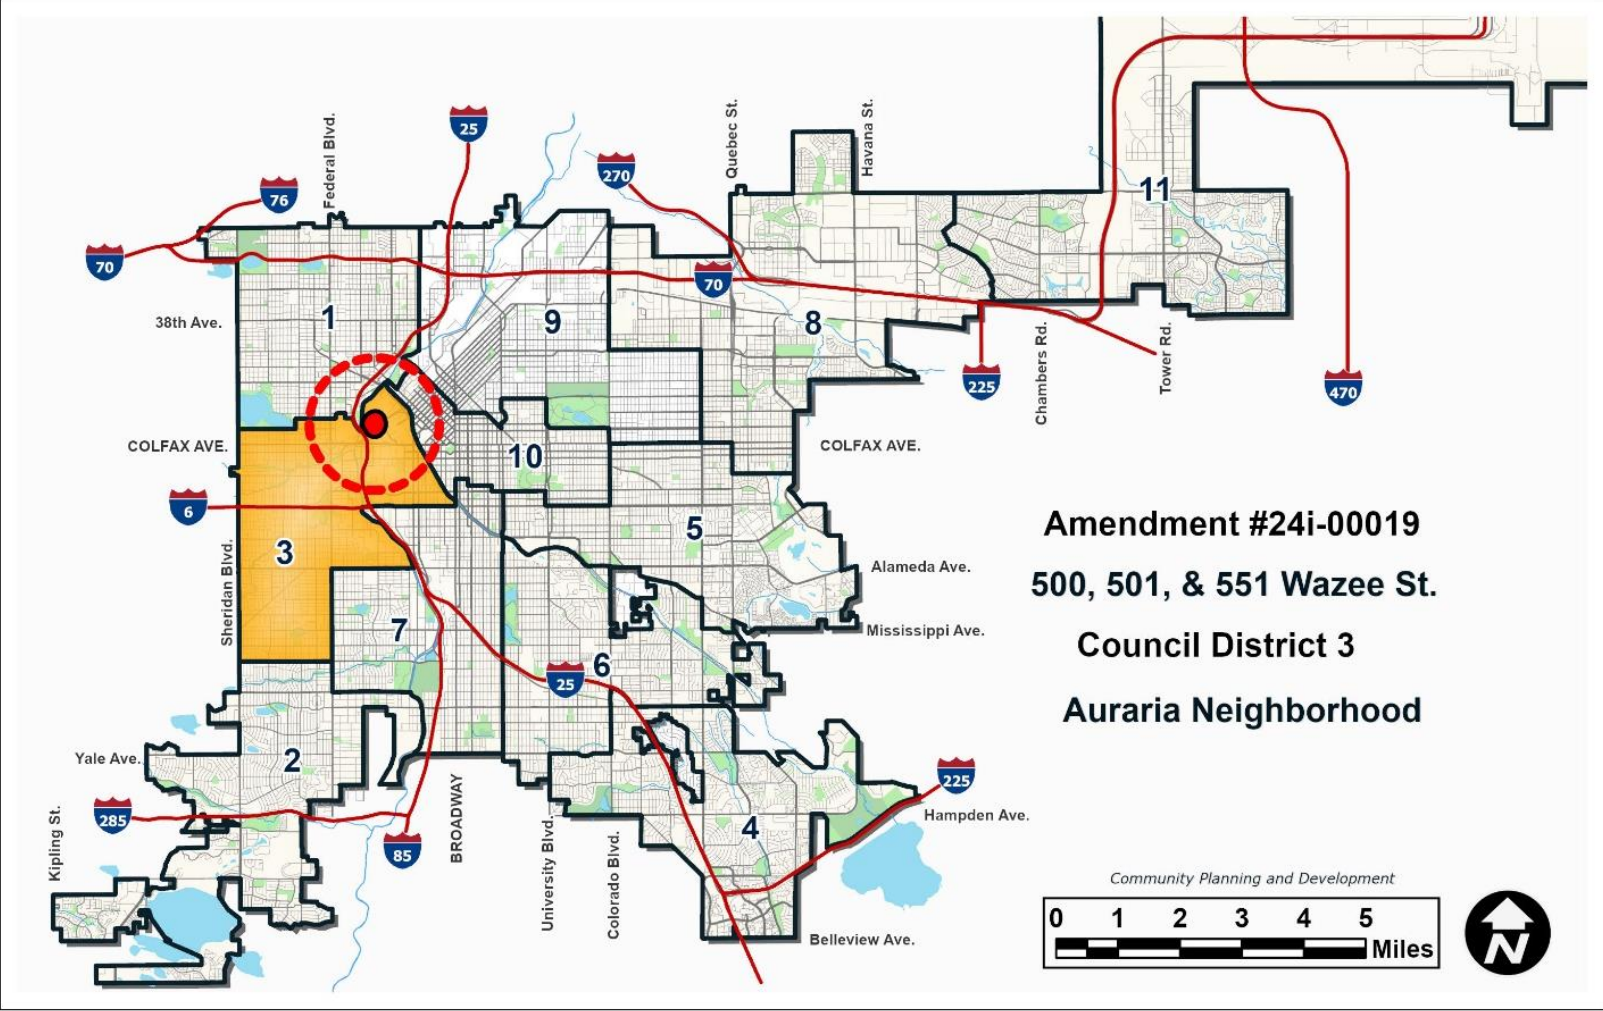 25
Federal Blvd.
Quebec St.
Havana St.
270
76
11
70
70
38th Ave.
1
9
8
225
Chambers Rd.
Tower Rd.
470
COLFAX AVE.
COLFAX AVE.
10
6
Sheridan Blvd.
3
5
Alameda Ave.
7
Mississippi Ave.
6
25
Amendment #24i-00019
500, 501, & 551 Wazee St.
Council District 3
Auraria Neighborhood
Yale Ave.
2
225
Kipling St.
285
85
BROADWAY
University Blvd.
Colorado Blvd.
4
Hampden Ave.
Belleview Ave.
Community Planning and Development
0 1 2 3 4 5
Miles
N